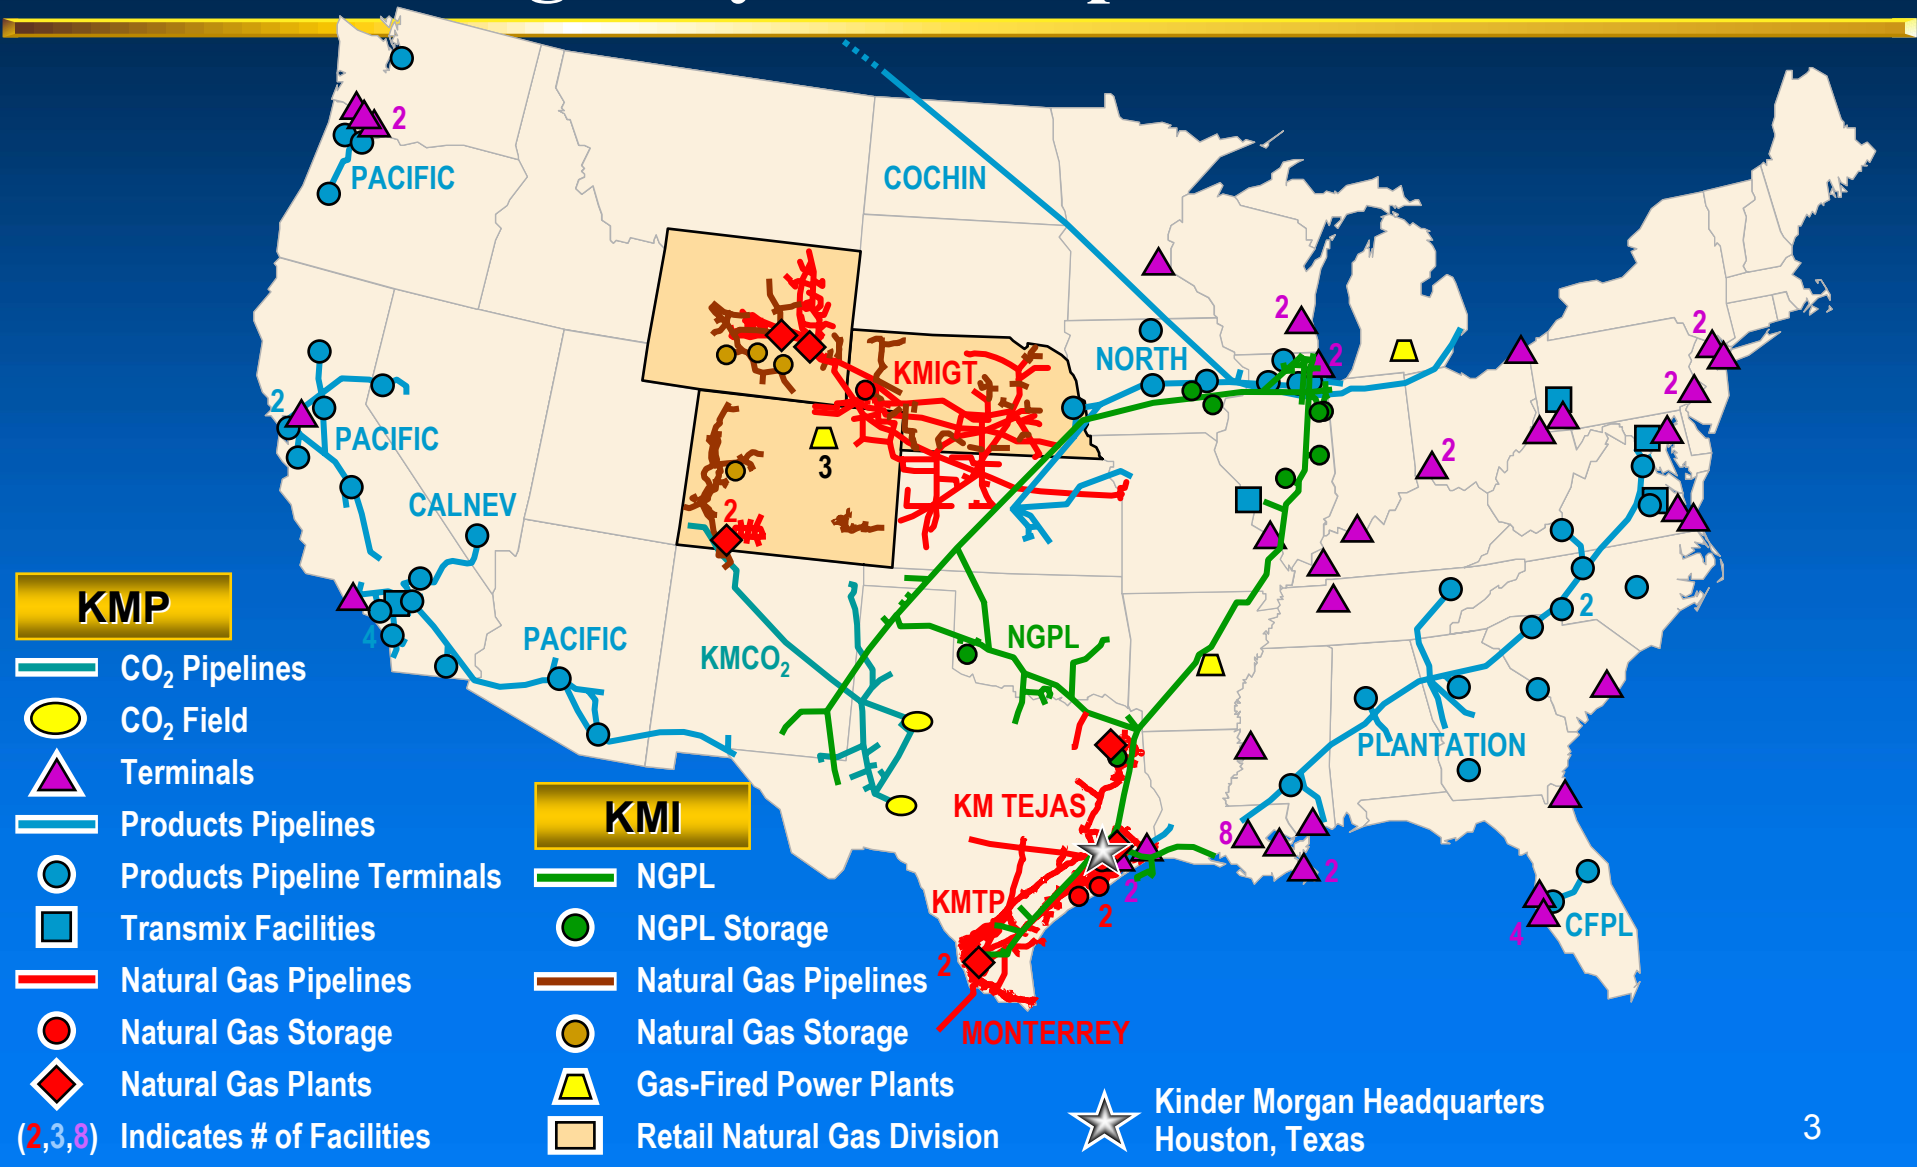 2
PACIFIC
COCHIN
2
2
NORTH
2
KMIGT
2
2
PACIFIC
3
2
CALNEV
2
KMP
4
PACIFIC
KMCO2
NGPL
2
CO2 Pipelines
CO2 Field
PLANTATION
Terminals
KMI
KM TEJAS
8
Products Pipelines
2
2
Products Pipeline Terminals
NGPL
KMTP
2
CFPL
4
Transmix Facilities
NGPL Storage
2
Natural Gas Pipelines
Natural Gas Pipelines
Natural Gas Storage
Natural Gas Storage
MONTERREY
Natural Gas Plants
Gas-Fired Power Plants
(2,3,8) Indicates # of Facilities
Retail Natural Gas Division
Kinder Morgan Headquarters
Houston, Texas
3